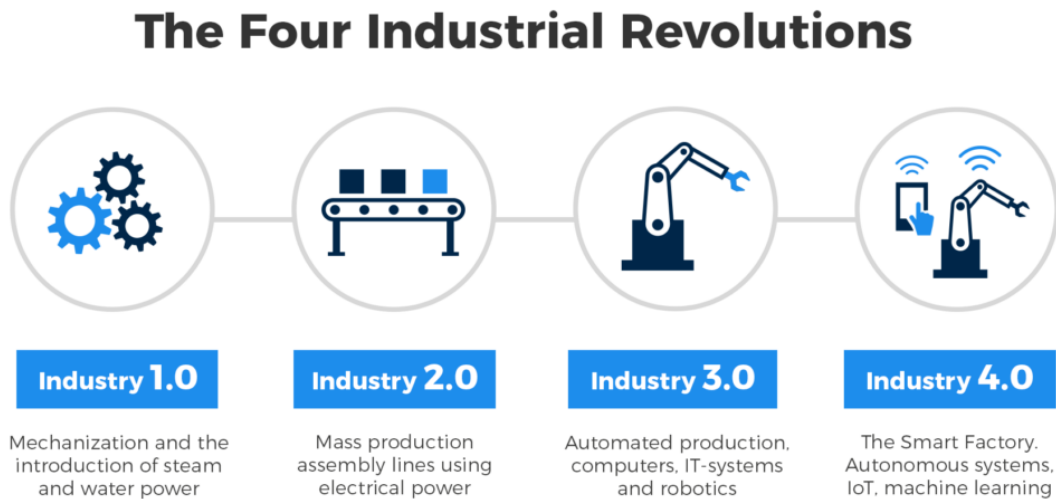 The Four Industrial Revolutions
Industry 1.0
Industry 2.0
Industry 3.0
Industry 4.0
Mechanization and the
introduction of steam
and water power
Mass production
assembly lines using
electrical power
Automated production,
computers, IT-systems
and robotics
The Smart Factory.
Autonomous systems,
IoT, machine learning